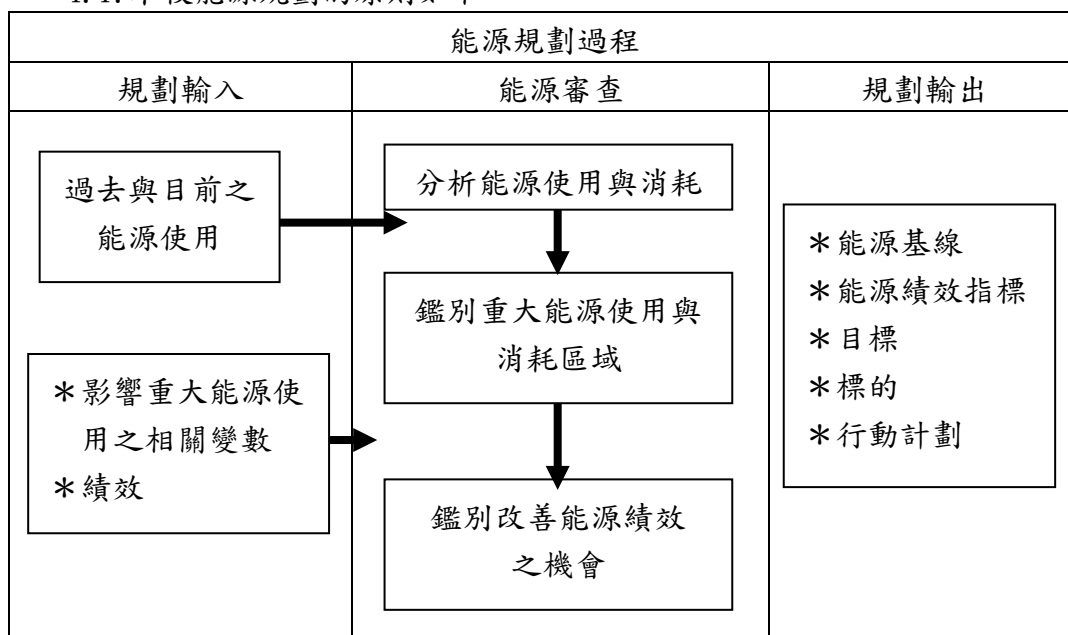 能源規劃過程
規劃輸入
能源審查
規劃輸出
過去與目前之
能源使用
＊影響重大能源使
用之相關變數
＊績效
分析能源使用與消耗
鑑別重大能源使用與
消耗區域
鑑別改善能源績效
之機會
＊能源基線
＊能源績效指標
＊目標
＊標的
＊行動計劃